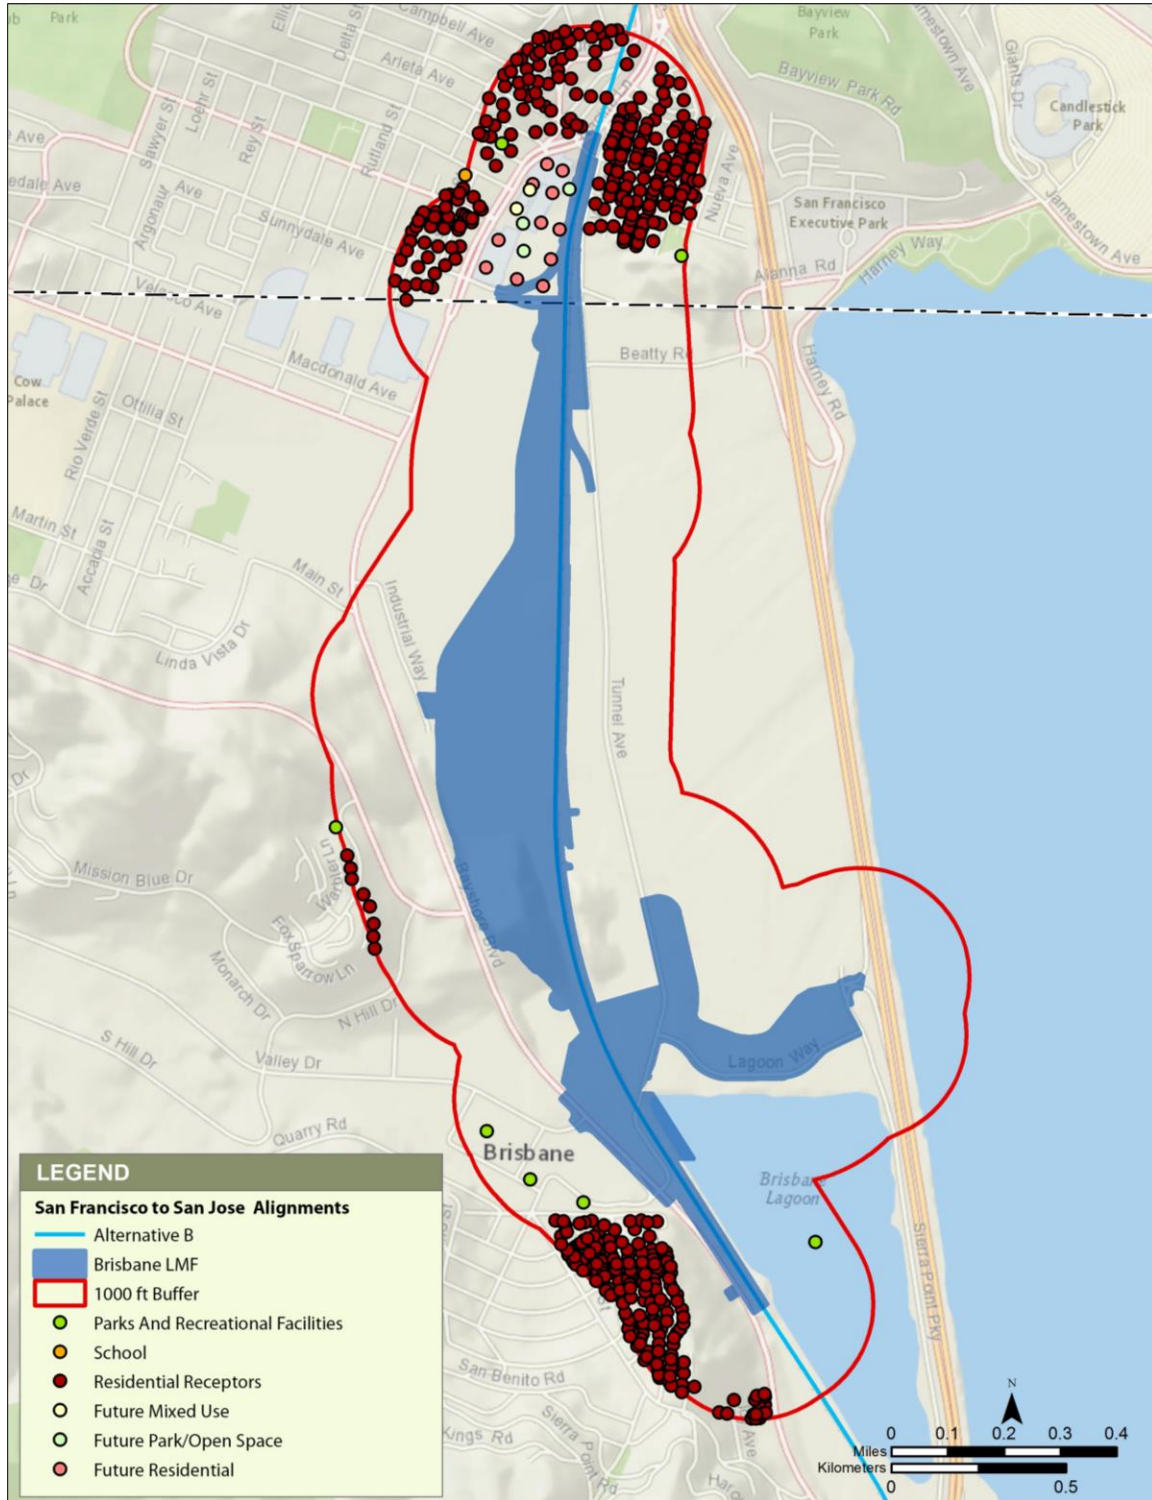 Park
Campbell Ave
Delta St
Arleta Ave
Loehr St
Sawyer St
Rey St
Rutland St
Bayview
Park
Bayview Park Rd
Jamestown Ave
Giants Dr
Candlestick
Park
Ave
Argonaut Ave
Sunnydale Ave
Velasco Ave
Nueva Ave
San Francisco
Executive Park
Harney Way
Jamestown Ave
Alanna Rd
Beatty Rd
Harney Rd
Macdonald Ave
Cow
Palace
Ottilia St
Rio Verde St
Martin St
Accacia St
Main St
Industrial Way
Linda Vista Dr
Tunnel Ave
Dr
Mission Blue Dr
Warbler Ln
Fox
Sparrow Ln
Monarch Dr
N Hill Dr
Bayshore Blvd
S Hill Dr
Valley Dr
Lagoon Way
Quarry Rd
Brisbane
Brisbane
Lagoon
Sierra Point Pky
San Benito Rd
Kings Rd
Sierra Point Rd
Ave
LEGEND
San Francisco to San Jose Alignments
Alternative B
Brisbane LMF
1000 ft Buffer
Parks And Recreational Facilities
School
Residential Receptors
Future Mixed Use
Future Park/Open Space
Future Residential
N
0 0.1 0.2 0.3 0.4
Miles
Kilometers
0 0.5